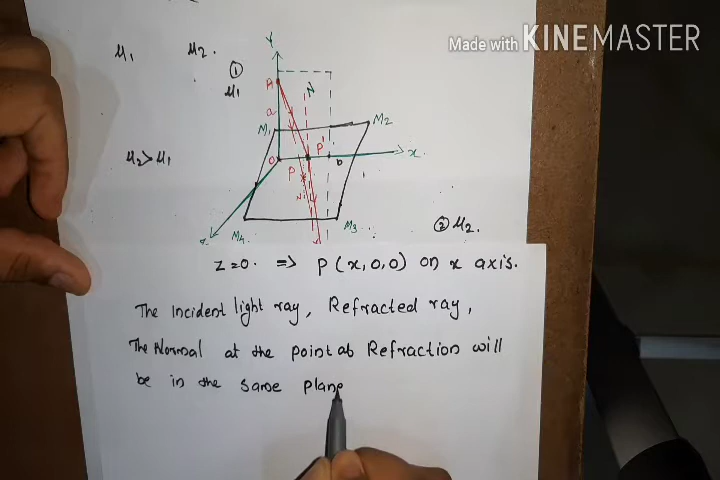 Made with KINEMASTER
μ1 μ2.
Y
①
μ1
A
N
a
M1
M2
μ2>μ1
O
P
P'
b
x
N'
z
M4
M3
② μ2.
z=0. => P(x,0,0) on x axis.
The Incident light ray, Refracted ray,
The Normal at the point ob Refraction will
be in the same plane